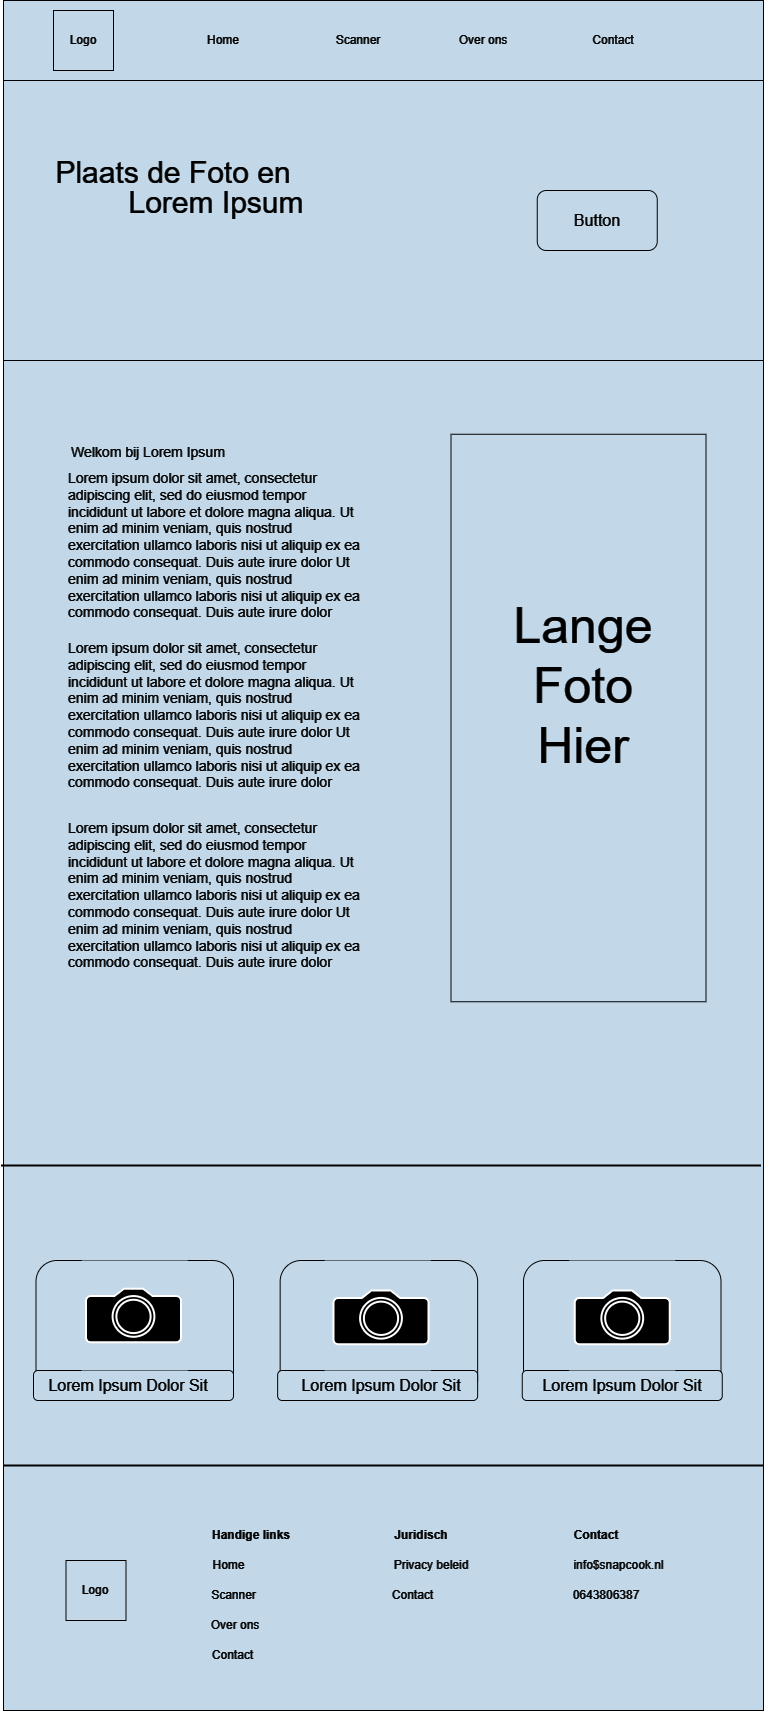 Logo
Home
Scanner
Over ons
Contact
Plaats de Foto en
Lorem Ipsum
Button
Welkom bij Lorem Ipsum
Lorem ipsum dolor sit amet, consectetur
adipiscing elit, sed do eiusmod tempor
incididunt ut labore et dolore magna aliqua. Ut
enim ad minim veniam, quis nostrud
exercitation ullamco laboris nisi ut aliquip ex ea
commodo consequat. Duis aute irure dolor Ut
enim ad minim veniam, quis nostrud
exercitation ullamco laboris nisi ut aliquip ex ea
commodo consequat. Duis aute irure dolor
Lorem ipsum dolor sit amet, consectetur
adipiscing elit, sed do eiusmod tempor
incididunt ut labore et dolore magna aliqua. Ut
enim ad minim veniam, quis nostrud
exercitation ullamco laboris nisi ut aliquip ex ea
commodo consequat. Duis aute irure dolor Ut
enim ad minim veniam, quis nostrud
exercitation ullamco laboris nisi ut aliquip ex ea
commodo consequat. Duis aute irure dolor
Lorem ipsum dolor sit amet, consectetur
adipiscing elit, sed do eiusmod tempor
incididunt ut labore et dolore magna aliqua. Ut
enim ad minim veniam, quis nostrud
exercitation ullamco laboris nisi ut aliquip ex ea
commodo consequat. Duis aute irure dolor Ut
enim ad minim veniam, quis nostrud
exercitation ullamco laboris nisi ut aliquip ex ea
commodo consequat. Duis aute irure dolor
Lange
Foto
Hier
Lorem Ipsum Dolor Sit
Lorem Ipsum Dolor Sit
Lorem Ipsum Dolor Sit
Logo
Handige links
Home
Scanner
Over ons
Contact
Juridisch
Privacy beleid
Contact
Contact
info$snapcook.nl
0643806387